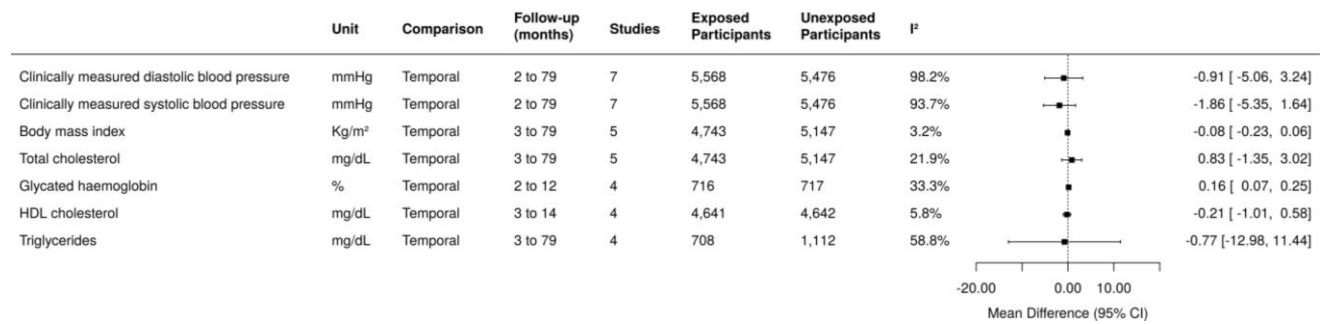 Unit Comparison Follow-up (months) Studies Exposed Participants Unexposed Participants I²
Clinically measured diastolic blood pressure mmHg Temporal 2 to 79 7 5,568 5,476 98.2% -0.91 [ -5.06, 3.24]
Clinically measured systolic blood pressure mmHg Temporal 2 to 79 7 5,568 5,476 93.7% -1.86 [ -5.35, 1.64]
Body mass index Kg/m² Temporal 3 to 79 5 4,743 5,147 3.2% -0.08 [ -0.23, 0.06]
Total cholesterol mg/dL Temporal 3 to 79 5 4,743 5,147 21.9% 0.83 [ -1.35, 3.02]
Glycated haemoglobin % Temporal 2 to 12 4 716 717 33.3% 0.16 [ 0.07, 0.25]
HDL cholesterol mg/dL Temporal 3 to 14 4 4,641 4,642 5.8% -0.21 [ -1.01, 0.58]
Triglycerides mg/dL Temporal 3 to 79 4 708 1,112 58.8% -0.77 [-12.98, 11.44]
-20.00 0.00 10.00
Mean Difference (95% CI)